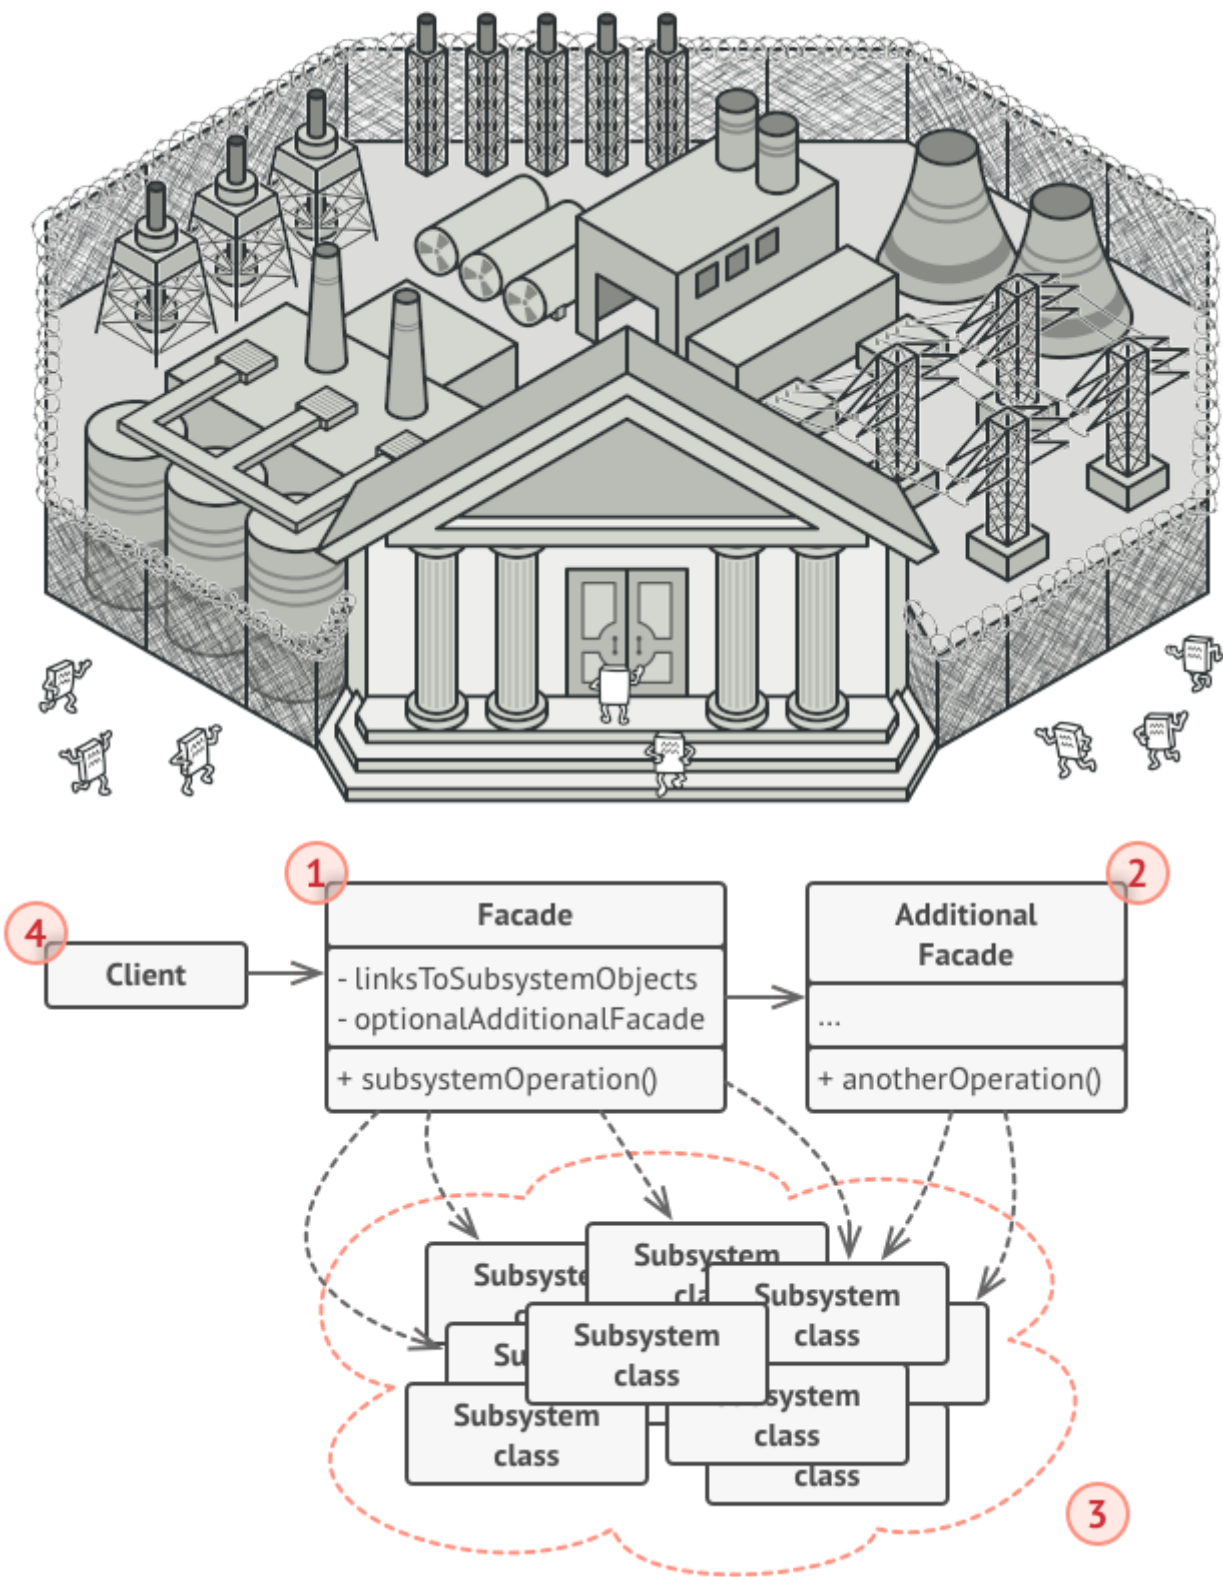 1
2
Facade
Additional
Facade
4
Client
- linksToSubsystemObjects
- optionalAdditionalFacade
...
+ subsystemOperation()
+ anotherOperation()
Subsystem
class
Subsystem
class
Subsystem
class
Subsystem
class
class
class
3